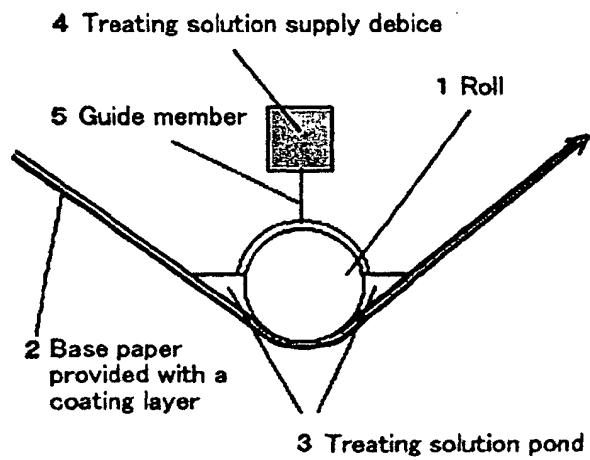 4 Treating solution supply debice
1 Roll
5 Guide member
2 Base paper
provided with a
coating layer
3 Treating solution pond